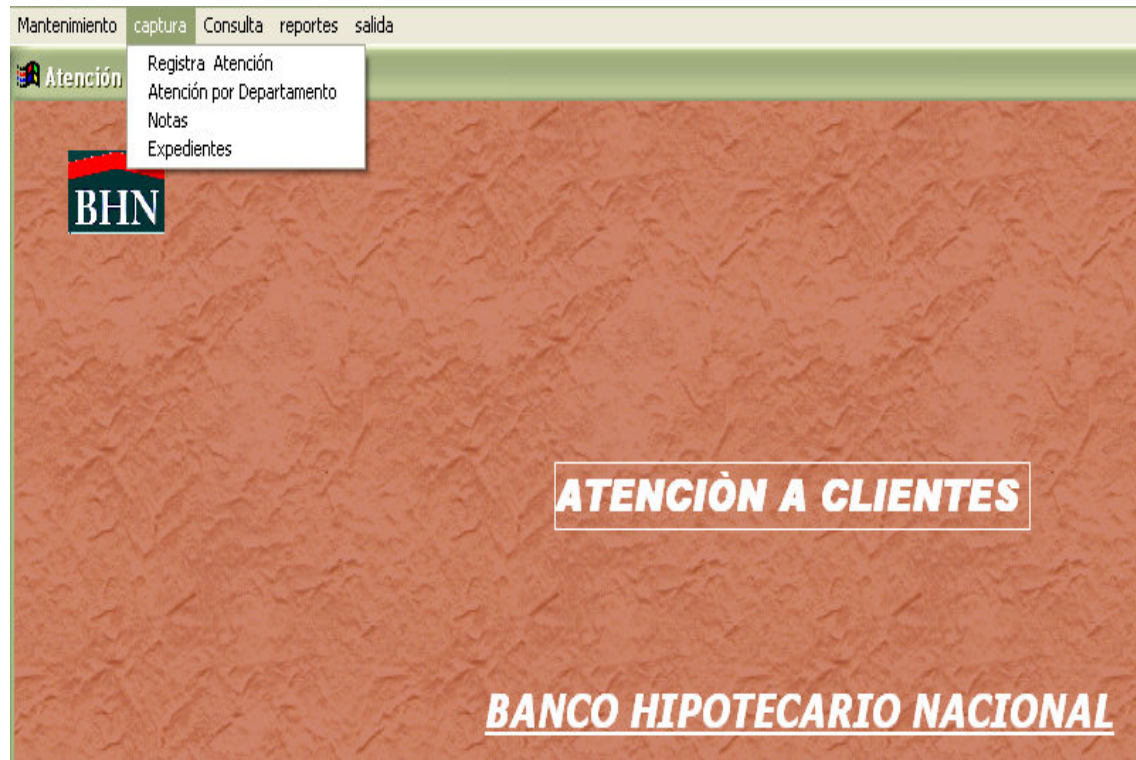 Mantenimiento captura Consulta reportes salida
Registra Atención
Atención por Departamento
Notas
Expedientes
Atención
BHN
ATENCIÒN A CLIENTES
BANCO HIPOTECARIO NACIONAL